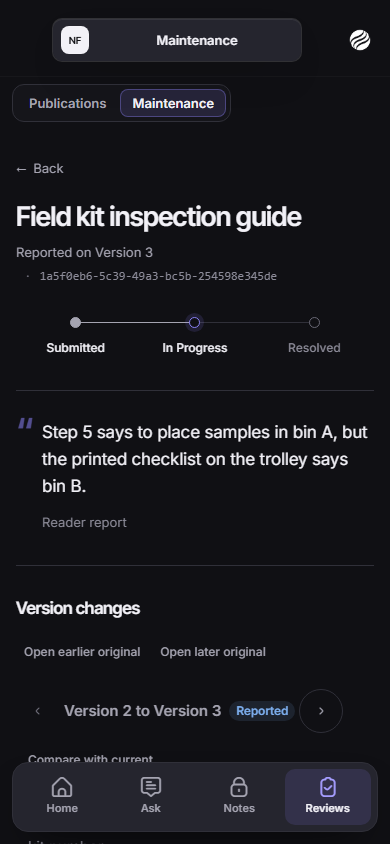 NF
Maintenance
Publications
Maintenance
← Back
Field kit inspection guide
Reported on Version 3
· 1a5f0eb6-5c39-49a3-bc5b-254598e345de
Submitted
In Progress
Resolved
"
Step 5 says to place samples in bin A, but
the printed checklist on the trolley says
bin B.
Reader report
Version changes
Open earlier original
Open later original
‹
Version 2 to Version 3
Reported
›
Compare with current
Home
Ask
Notes
Reviews